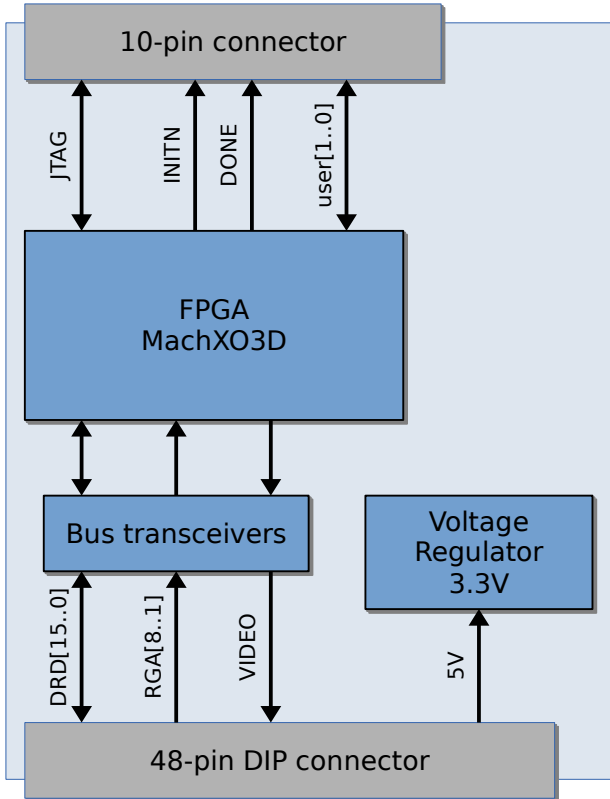 10-pin connector
JTAG
INITN
DONE
user[1..0]
FPGA
MachXO3D
Bus transceivers
Voltage
Regulator
3.3V
DRD[15..0]
RGA[8..1]
VIDEO
5V
48-pin DIP connector